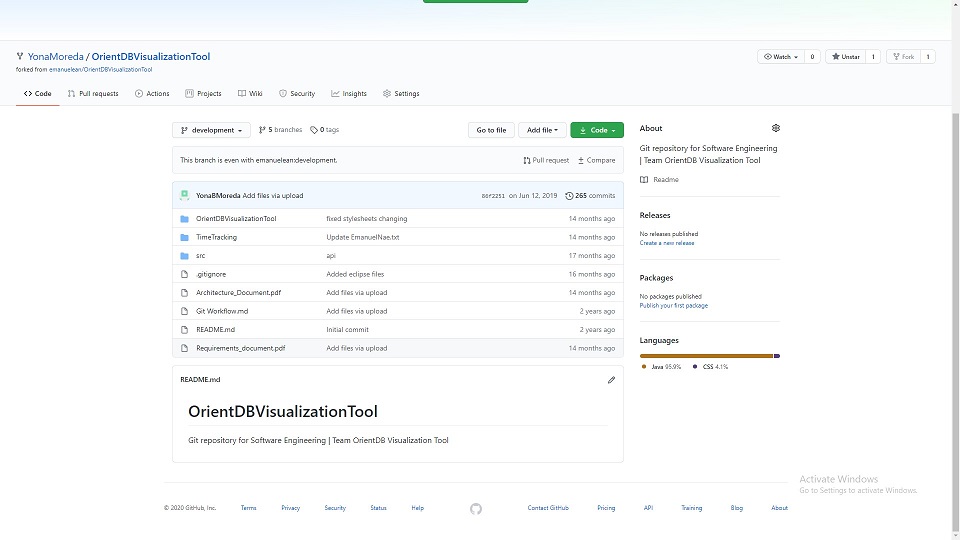 YonaMoreda / OrientDBVisualizationTool
Watch 0 Unstar 1 Fork 1
forked from emanuelean/OrientDBVisualizationTool
Code Pull requests Actions Projects Wiki Security Insights Settings
development 5 branches 0 tags Go to file Add file Code
This branch is even with emanuelean:development. Pull request Compare
YonaBMoreda Add files via upload 86f2251 on Jun 12, 2019 265 commits
OrientDBVisualizationTool fixed stylesheets changing 14 months ago
TimeTracking Update EmanuelNae.txt 14 months ago
src api 17 months ago
.gitignore Added eclipse files 16 months ago
Architecture_Document.pdf Add files via upload 14 months ago
Git Workflow.md Add files via upload 2 years ago
README.md Initial commit 2 years ago
Requirements_document.pdf Add files via upload 14 months ago
README.md
OrientDBVisualizationTool
Git repository for Software Engineering | Team OrientDB Visualization Tool
About
Git repository for Software Engineering
| Team OrientDB Visualization Tool
Readme
Releases
No releases published
Create a new release
Packages
No packages published
Publish your first package
Languages
Java 95.9% CSS 4.1%
Activate Windows
Go to Settings to activate Windows.
© 2020 GitHub, Inc. Terms Privacy Security Status Help Contact GitHub Pricing API Training Blog About